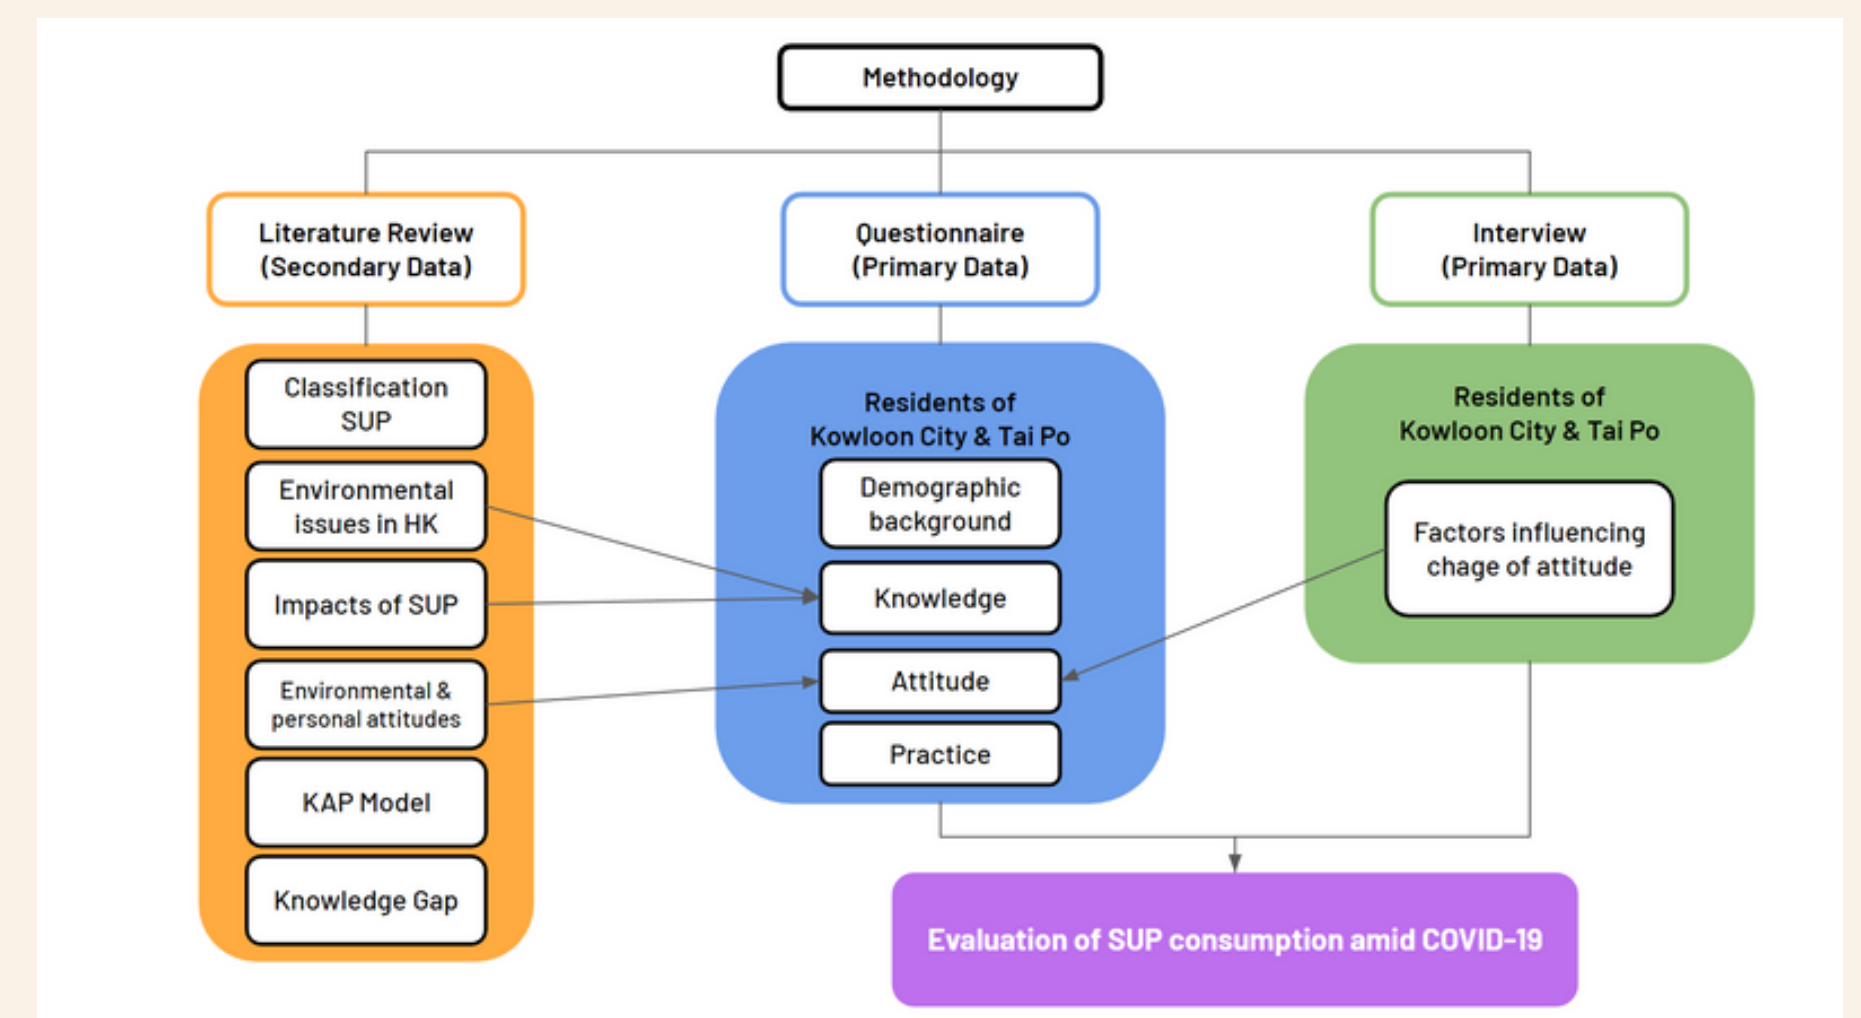 Methodology
Literature Review
(Secondary Data)
Questionnaire
(Primary Data)
Interview
(Primary Data)
Classification
SUP
Environmental
issues in HK
Impacts of SUP
Environmental &
personal attitudes
KAP Model
Knowledge Gap
Residents of
Kowloon City & Tai Po
Demographic
background
Knowledge
Attitude
Practice
Residents of
Kowloon City & Tai Po
Factors influencing
chage of attitude
Evaluation of SUP consumption amid COVID-19